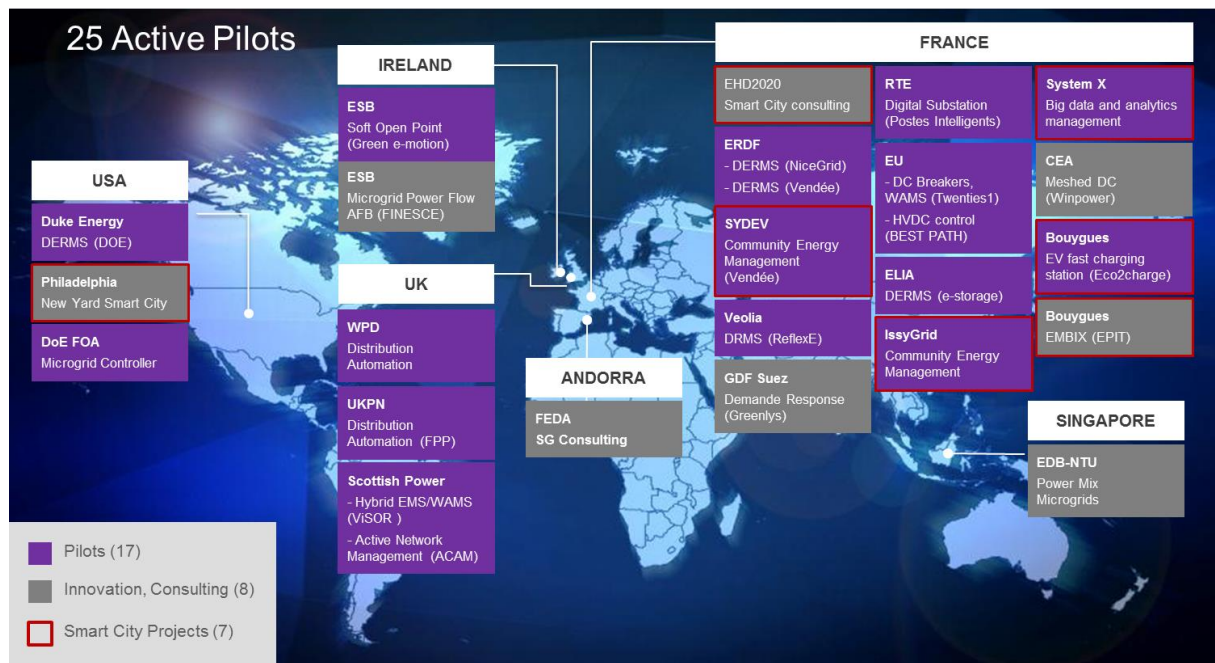 25 Active Pilots
USA
Duke Energy
DERMS (DOE)
Philadelphia
New Yard Smart City
DoE FOA
Microgrid Controller
IRELAND
ESB
Soft Open Point
(Green e-motion)
ESB
Microgrid Power Flow
AFB (FINESCE)
UK
WPD
Distribution
Automation
UKPN
Distribution
Automation (FPP)
Scottish Power
- Hybrid EMS/WAMS
(ViSOR )
- Active Network
Management (ACAM)
ANDORRA
FEDA
SG Consulting
FRANCE
EHD2020
Smart City consulting
ERDF
- DERMS (NiceGrid)
- DERMS (Vendée)
SYDEV
Community Energy
Management
(Vendée)
Veolia
DRMS (ReflexE)
GDF Suez
Demande Response
(Greenlys)
RTE
Digital Substation
(Postes Intelligents)
EU
- DC Breakers,
WAMS (Twenties1)
- HVDC control
(BEST PATH)
ELIA
DERMS (e-storage)
IssyGrid
Community Energy
Management
System X
Big data and analytics
management
CEA
Meshed DC
(Winpower)
Bouygues
EV fast charging
station (Eco2charge)
Bouygues
EMBIX (EPIT)
SINGAPORE
EDB-NTU
Power Mix
Microgrids
Pilots (17)
Innovation, Consulting (8)
Smart City Projects (7)